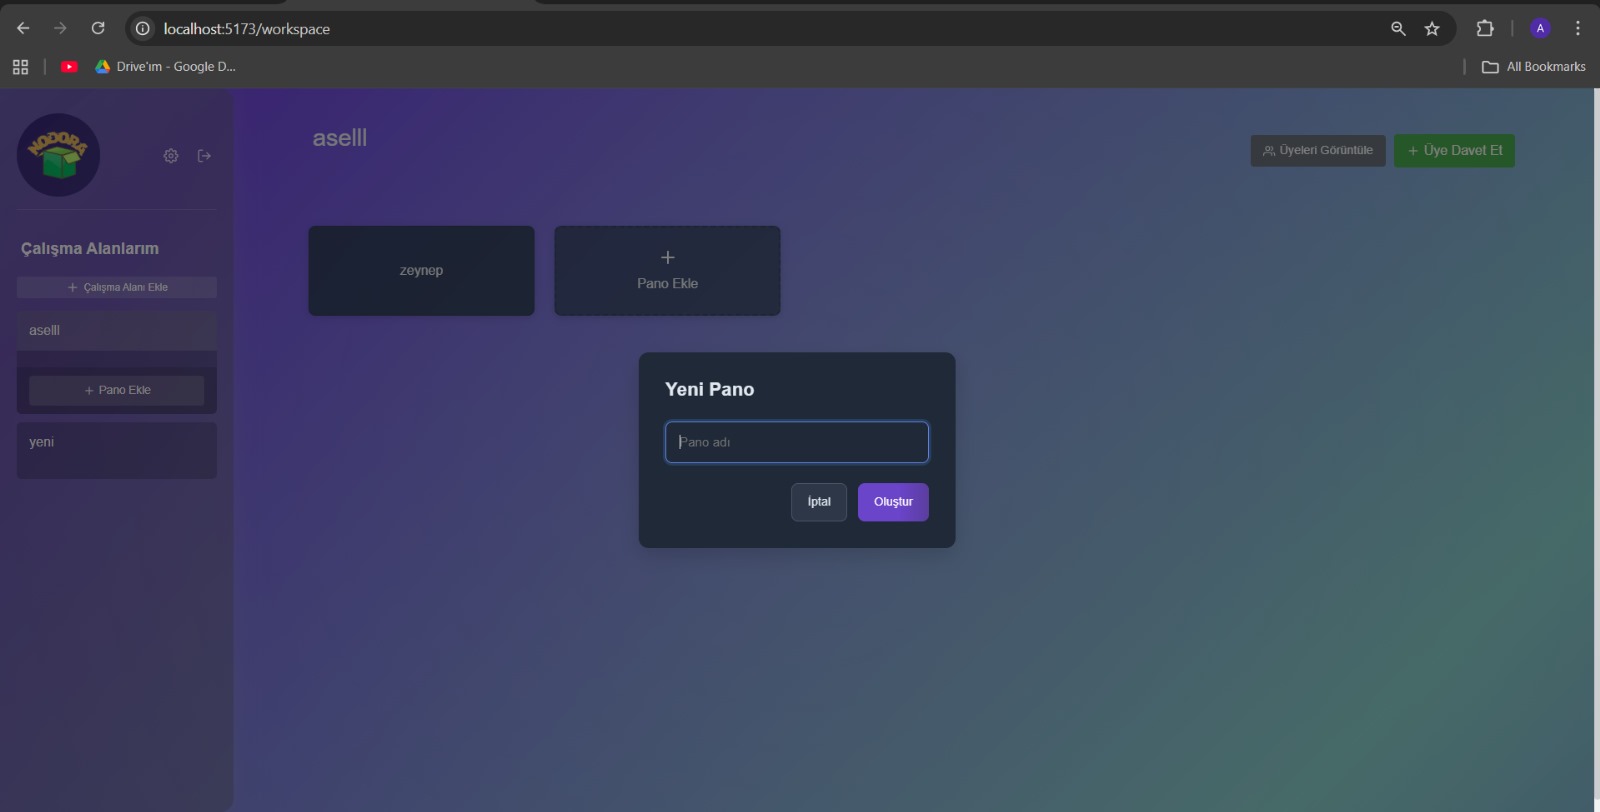 localhost:5173/workspace
A
Drive'ım - Google D...
All Bookmarks
NODORA
aselll
Üyeleri Görüntüle
+ Üye Davet Et
Çalışma Alanlarım
+ Çalışma Alanı Ekle
aselll
+ Pano Ekle
yeni
zeynep
+
Pano Ekle
Yeni Pano
Pano adı
İptal
Oluştur